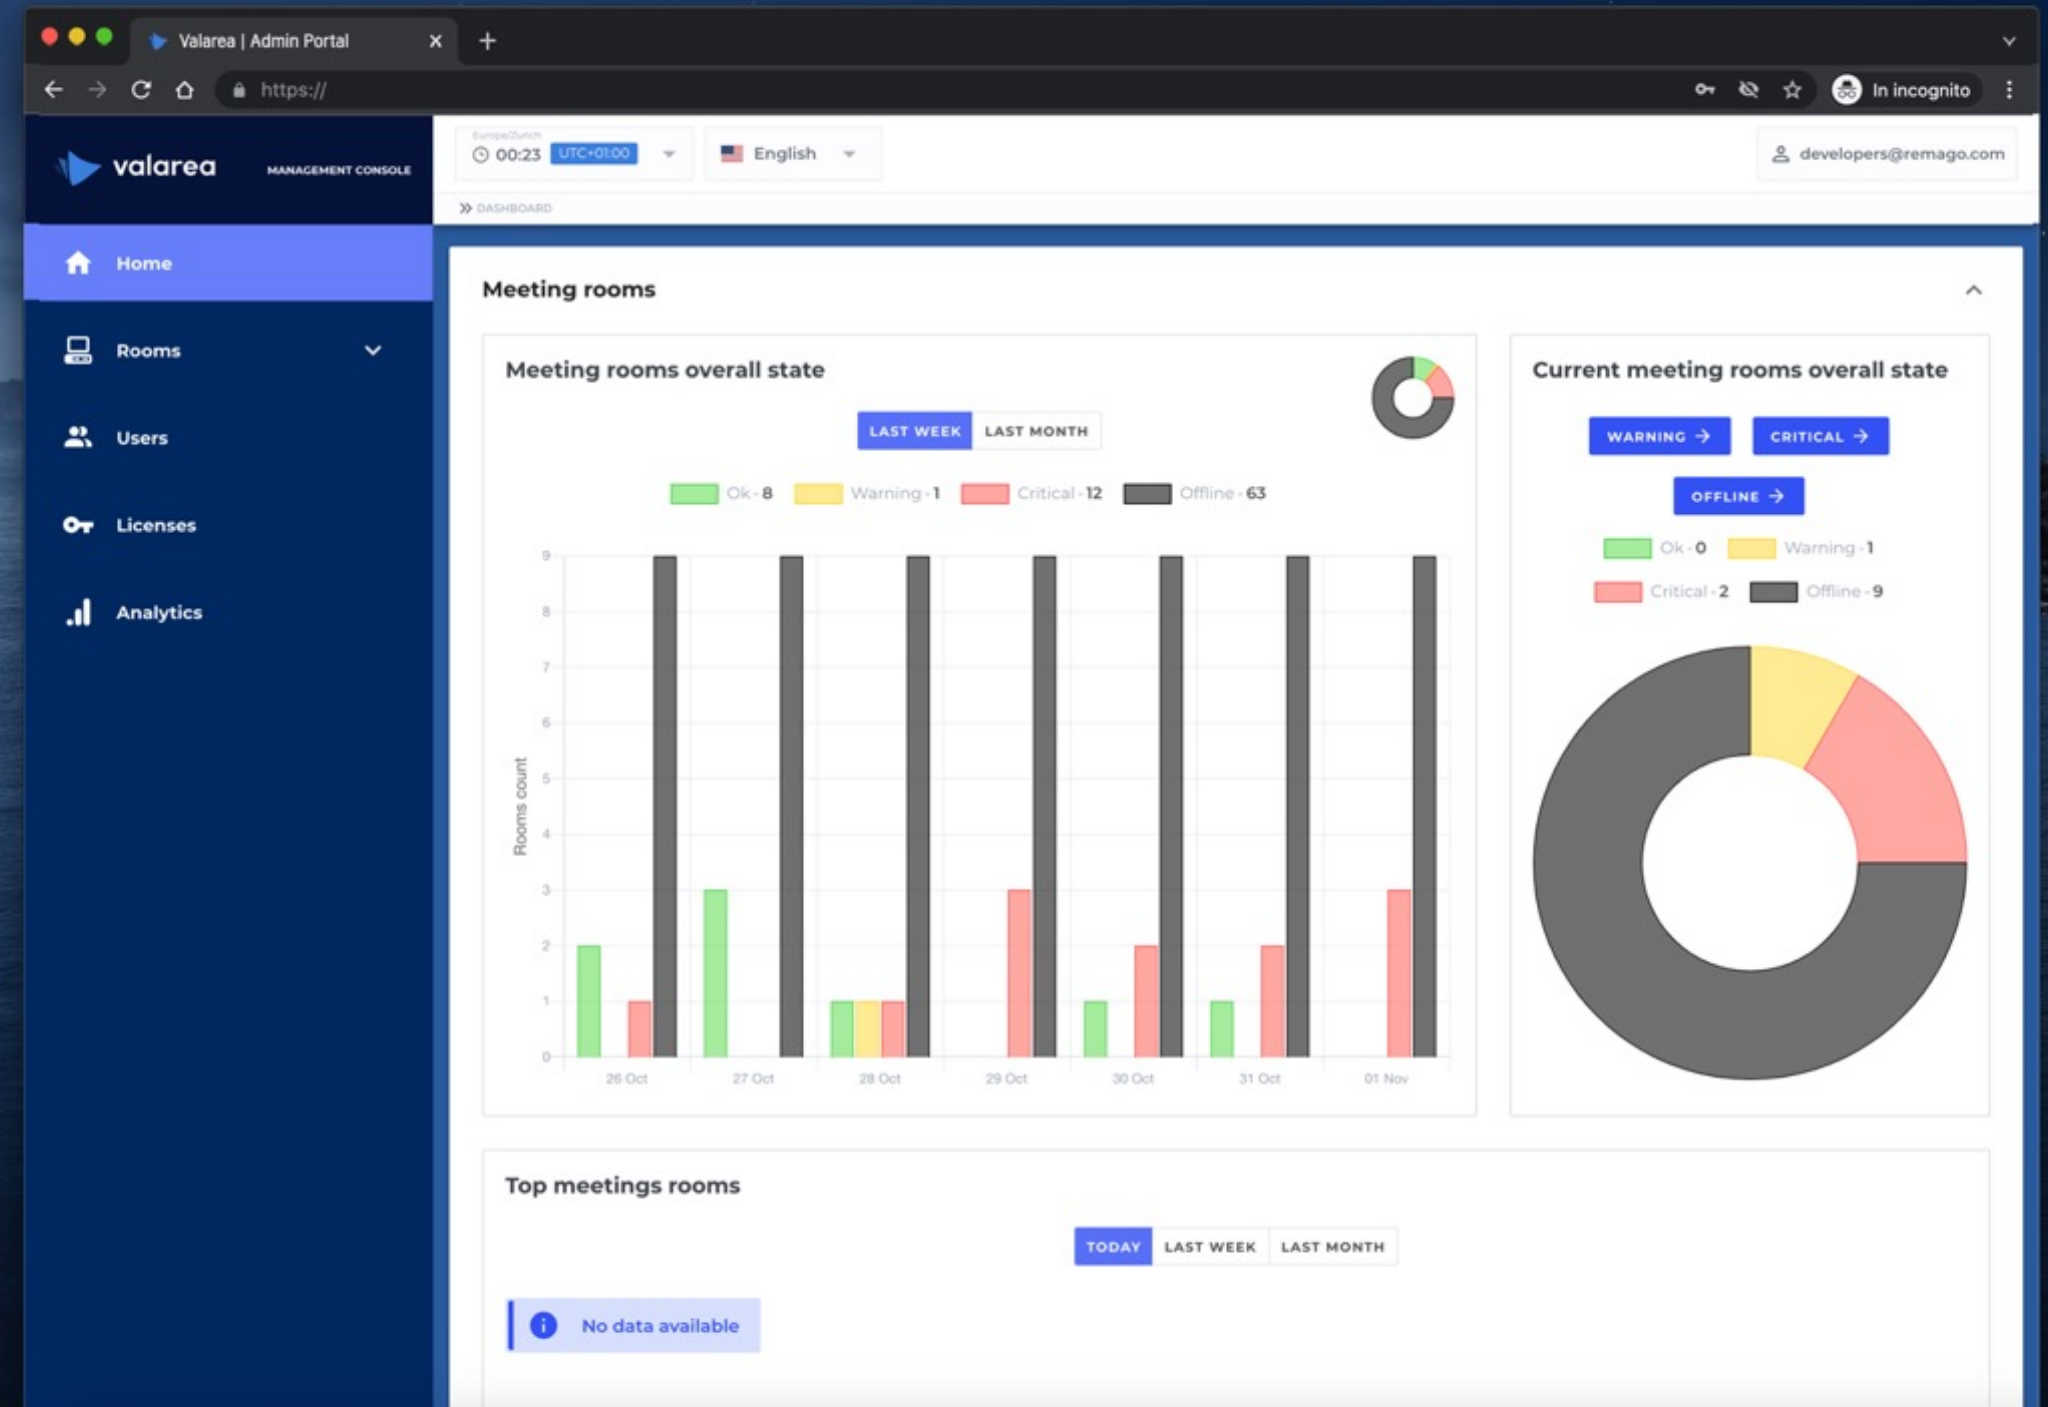 Valarea | Admin Portal
https://
In incognito
valarea MANAGEMENT CONSOLE
Europe/Zurich
00:23 UTC+01:00
English
developers@remago.com
DASHBOARD
Home
Rooms
Users
Licenses
Analytics
Meeting rooms
Meeting rooms overall state
LAST WEEK LAST MONTH
Ok - 8 Warning - 1 Critical - 12 Offline - 63
Rooms count
9
8
7
6
5
4
3
2
1
0
26 Oct 27 Oct 28 Oct 29 Oct 30 Oct 31 Oct 01 Nov
Current meeting rooms overall state
WARNING → CRITICAL →
OFFLINE →
Ok - 0 Warning - 1
Critical - 2 Offline - 9
Top meetings rooms
TODAY LAST WEEK LAST MONTH
No data available